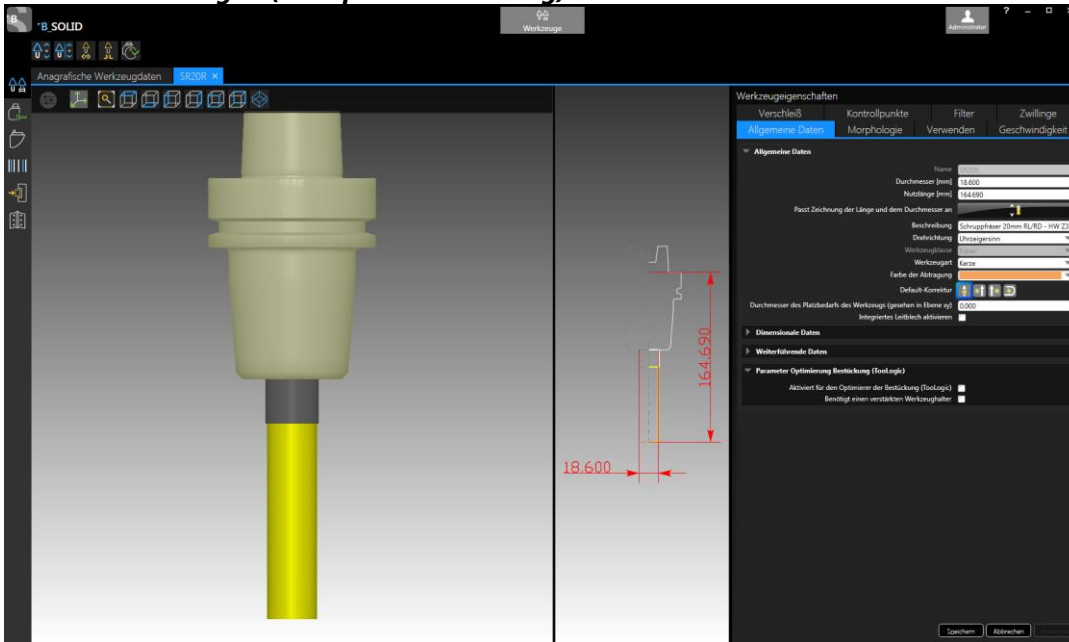 B_SOLID
Werkzeuge
Administrator
?
Anagrafische Werkzeugdaten
SR20R ×
Werkzeugeigenschaften
Verschleiß Kontrollpunkte Filter Zwillinge
Allgemeine Daten Morphologie Verwenden Geschwindigkeit
Allgemeine Daten
Name SR20R
Durchmesser [mm] 18.600
Nutzlänge [mm] 164.690
Passt Zeichnung der Länge und dem Durchmesser an
Beschreibung Schruppfräser 20mm RL/RD - HW Z3
Drehrichtung Uhrzeigersinn
Werkzeugklasse Fräser
Werkzeugart Kerze
Farbe der Abtragung
Default-Korrektur
Durchmesser des Platzbedarfs des Werkzeugs (gesehen in Ebene xy) 0.000
Integriertes Leitblech aktivieren
Dimensionale Daten
Weiterführende Daten
Parameter Optimierung Bestückung (TooLogic)
Aktiviert für den Optimierer der Bestückung (TooLogic)
Benötigt einen verstärkten Werkzeughalter
164.690
18.600
Speichern Abbrechen